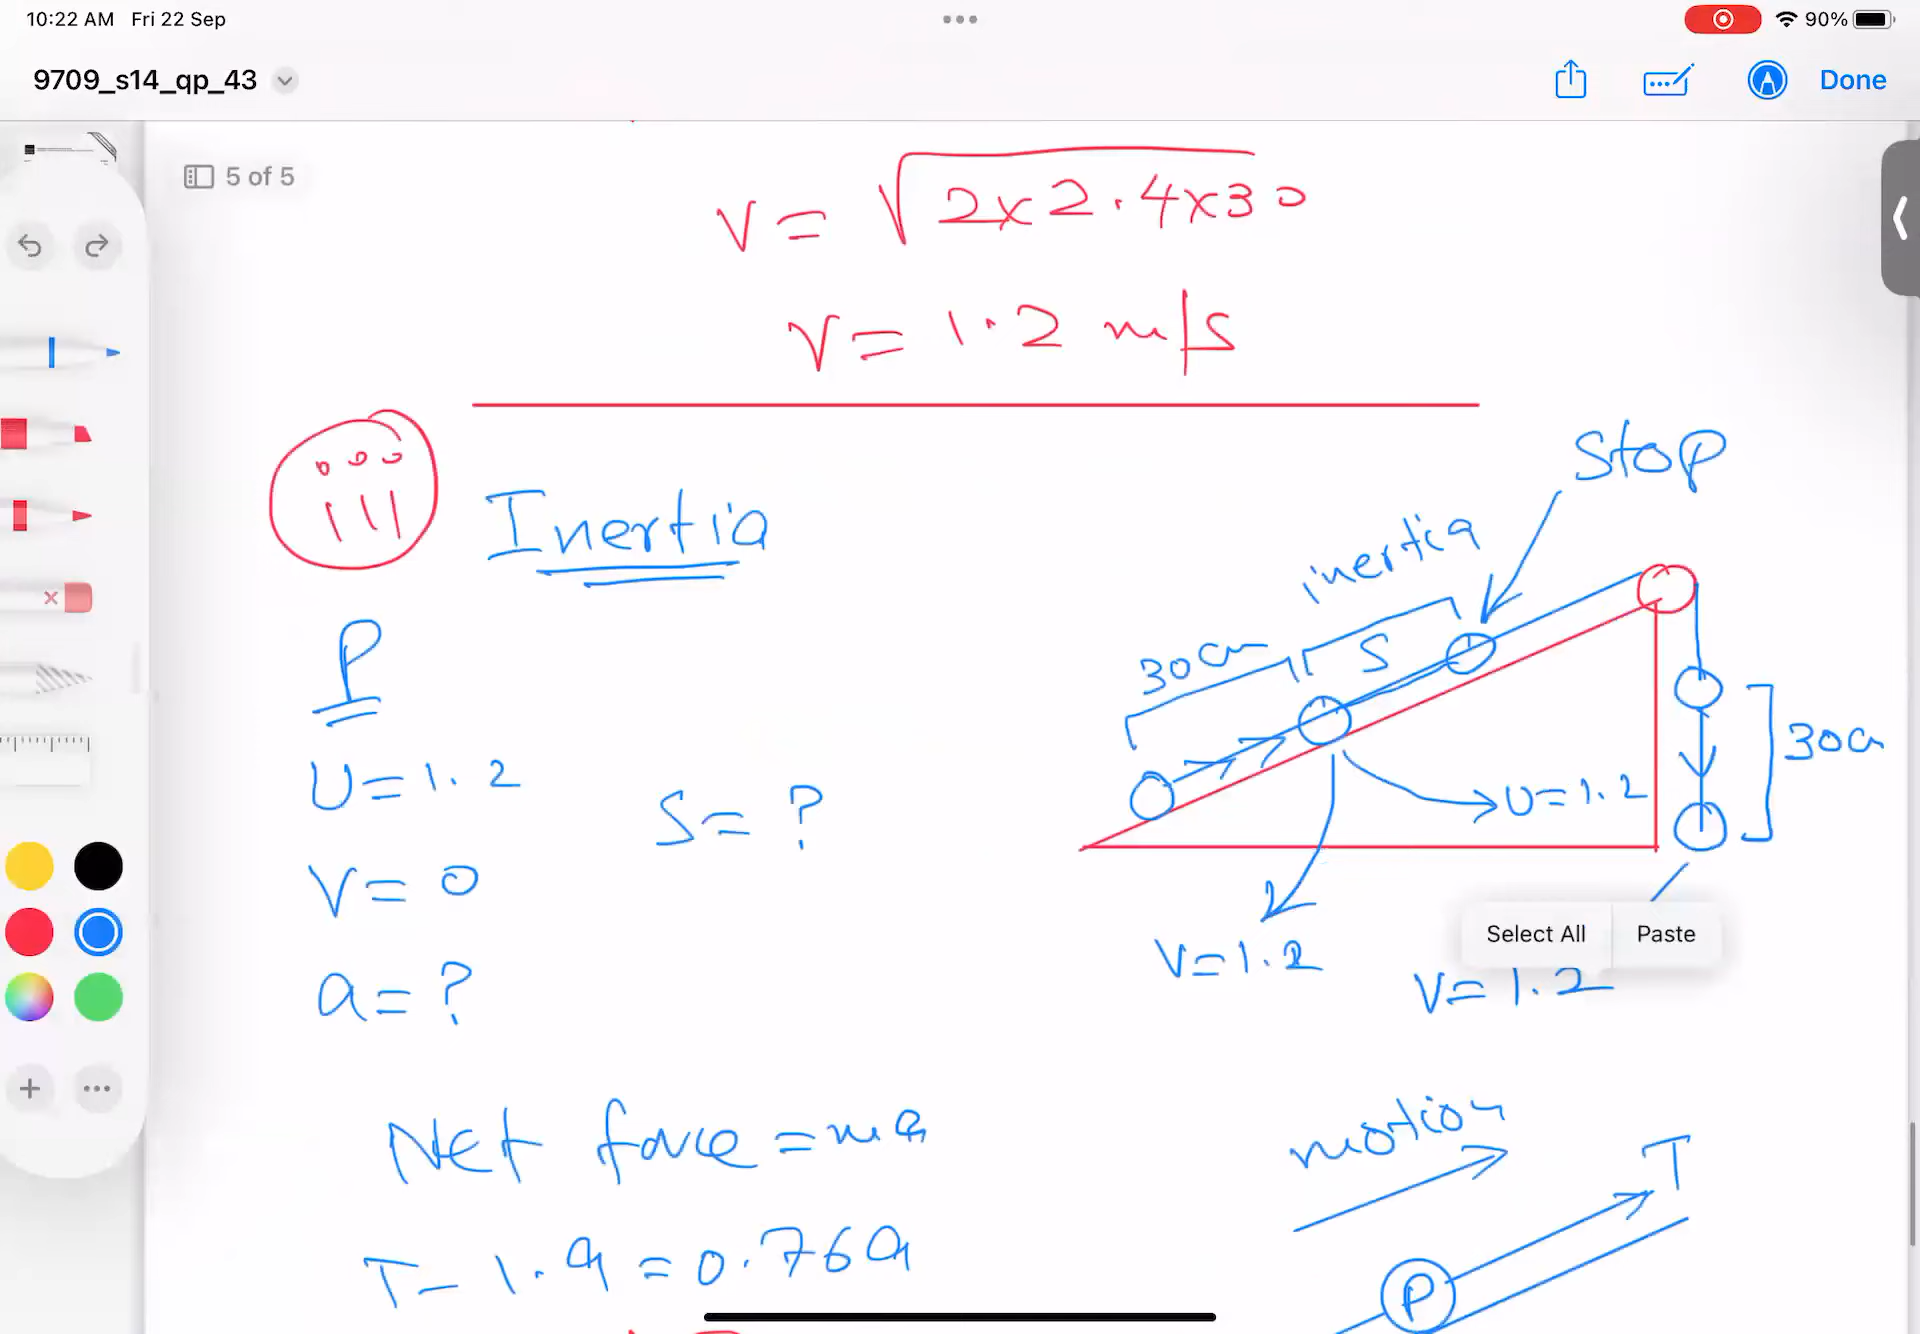 10:22 AM Fri 22 Sep
90%
9709_s14_qp_43
Done
5 of 5
V = √2x2.4x30
V = 1.2 m/s
iii
Inertia
Stop
inertia
30cm
S
P
U = 1.2
S = ?
30cm
U = 1.2
V = 0
Select All Paste
V = 1.2
V = 1.2
a = ?
Net force = ma
motion
T
T - 1.9 = 0.76a
P